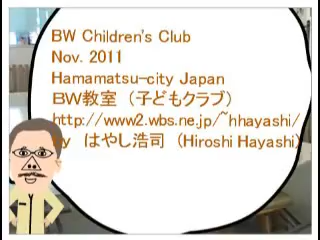 BW Children's Club
Nov. 2011
Hamamatsu-city Japan
BW教室 (子どもクラブ)
http://www2.wbs.ne.jp/~hhayashi/
はやし浩司 (Hiroshi Hayashi)